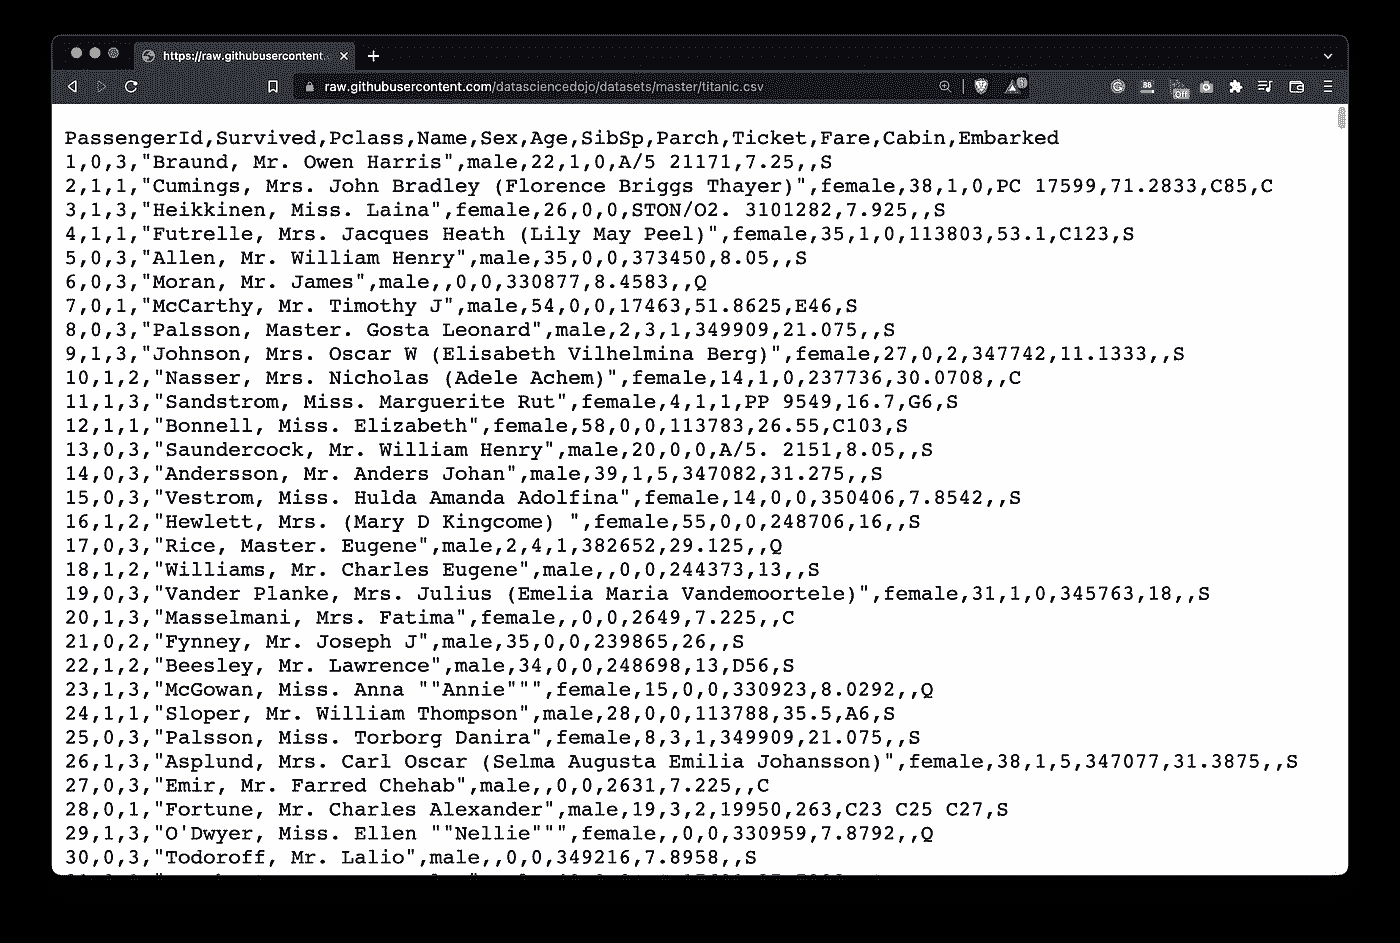 https://raw.githubusercontent.
raw.githubusercontent.com/datasciencedojo/datasets/master/titanic.csv
Off
PassengerId,Survived,Pclass,Name,Sex,Age,SibSp,Parch,Ticket,Fare,Cabin,Embarked
1,0,3,"Braund, Mr. Owen Harris",male,22,1,0,A/5 21171,7.25,,S
2,1,1,"Cumings, Mrs. John Bradley (Florence Briggs Thayer)",female,38,1,0,PC 17599,71.2833,C85,C
3,1,3,"Heikkinen, Miss. Laina",female,26,0,0,STON/O2. 3101282,7.925,,S
4,1,1,"Futrelle, Mrs. Jacques Heath (Lily May Peel)",female,35,1,0,113803,53.1,C123,S
5,0,3,"Allen, Mr. William Henry",male,35,0,0,373450,8.05,,S
6,0,3,"Moran, Mr. James",male,,0,0,330877,8.4583,,Q
7,0,1,"McCarthy, Mr. Timothy J",male,54,0,0,17463,51.8625,E46,S
8,0,3,"Palsson, Master. Gosta Leonard",male,2,3,1,349909,21.075,,S
9,1,3,"Johnson, Mrs. Oscar W (Elisabeth Vilhelmina Berg)",female,27,0,2,347742,11.1333,,S
10,1,2,"Nasser, Mrs. Nicholas (Adele Achem)",female,14,1,0,237736,30.0708,,C
11,1,3,"Sandstrom, Miss. Marguerite Rut",female,4,1,1,PP 9549,16.7,G6,S
12,1,1,"Bonnell, Miss. Elizabeth",female,58,0,0,113783,26.55,C103,S
13,0,3,"Saundercock, Mr. William Henry",male,20,0,0,A/5. 2151,8.05,,S
14,0,3,"Andersson, Mr. Anders Johan",male,39,1,5,347082,31.275,,S
15,0,3,"Vestrom, Miss. Hulda Amanda Adolfina",female,14,0,0,350406,7.8542,,S
16,1,2,"Hewlett, Mrs. (Mary D Kingcome) ",female,55,0,0,248706,16,,S
17,0,3,"Rice, Master. Eugene",male,2,4,1,382652,29.125,,Q
18,1,2,"Williams, Mr. Charles Eugene",male,,0,0,244373,13,,S
19,0,3,"Vander Planke, Mrs. Julius (Emelia Maria Vandemoortele)",female,31,1,0,345763,18,,S
20,1,3,"Masselmani, Mrs. Fatima",female,,0,0,2649,7.225,,C
21,0,2,"Fynney, Mr. Joseph J",male,35,0,0,239865,26,,S
22,1,2,"Beesley, Mr. Lawrence",male,34,0,0,248698,13,D56,S
23,1,3,"McGowan, Miss. Anna ""Annie""",female,15,0,0,330923,8.0292,,Q
24,1,1,"Sloper, Mr. William Thompson",male,28,0,0,113788,35.5,A6,S
25,0,3,"Palsson, Miss. Torborg Danira",female,8,3,1,349909,21.075,,S
26,1,3,"Asplund, Mrs. Carl Oscar (Selma Augusta Emilia Johansson)",female,38,1,5,347077,31.3875,,S
27,0,3,"Emir, Mr. Farred Chehab",male,,0,0,2631,7.225,,C
28,0,1,"Fortune, Mr. Charles Alexander",male,19,3,2,19950,263,C23 C25 C27,S
29,1,3,"O'Dwyer, Miss. Ellen ""Nellie""",female,,0,0,330959,7.8792,,Q
30,0,3,"Todoroff, Mr. Lalio",male,,0,0,349216,7.8958,,S